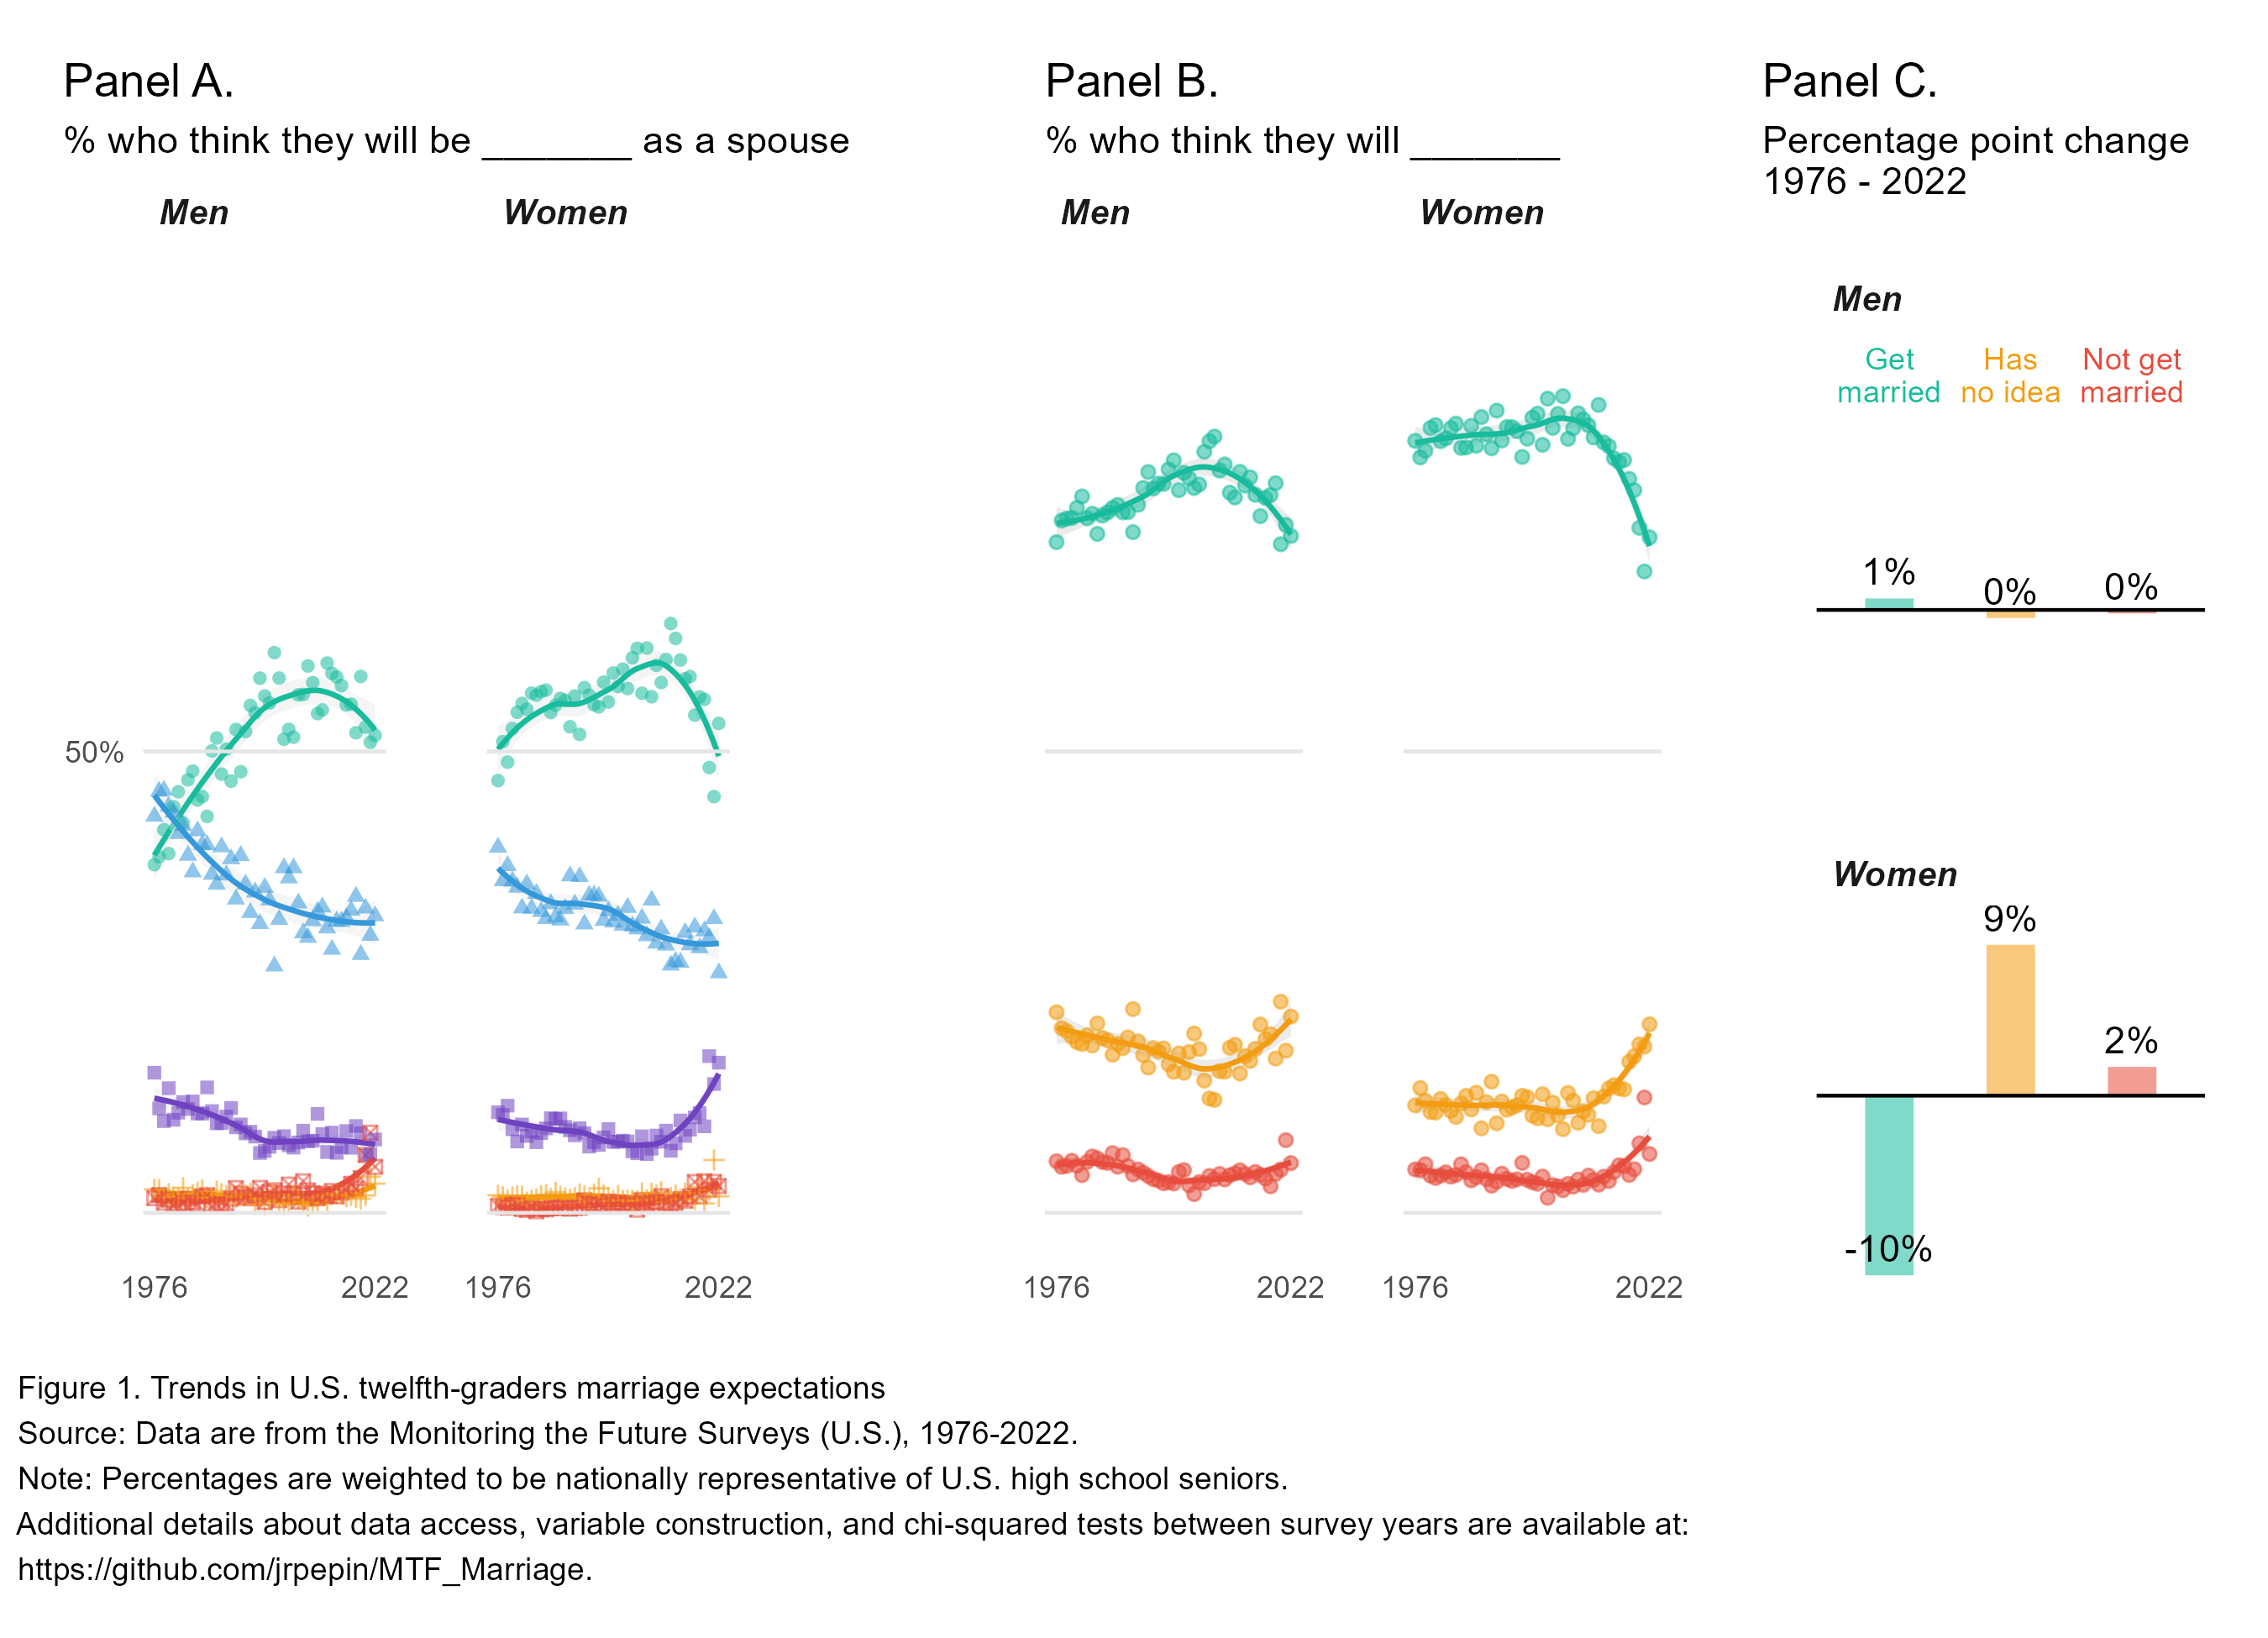 Panel A.
% who think they will be _______ as a spouse
Men
Women
50%
1976
2022
1976
2022
Panel B.
% who think they will _______
Men
Women
1976
2022
1976
2022
Panel C.
Percentage point change
1976 - 2022
Men
Get married
Has no idea
Not get married
1%
0%
0%
Women
9%
2%
-10%
Figure 1. Trends in U.S. twelfth-graders marriage expectations
Source: Data are from the Monitoring the Future Surveys (U.S.), 1976-2022.
Note: Percentages are weighted to be nationally representative of U.S. high school seniors.
Additional details about data access, variable construction, and chi-squared tests between survey years are available at:
https://github.com/jrpepin/MTF_Marriage.